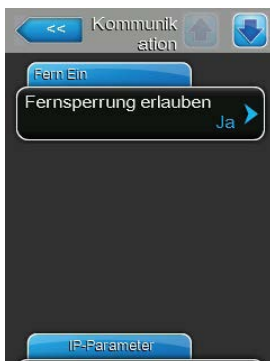 <<
Kommunik
ation
Fern Ein
Fernsperrung erlauben
Ja
IP-Parameter